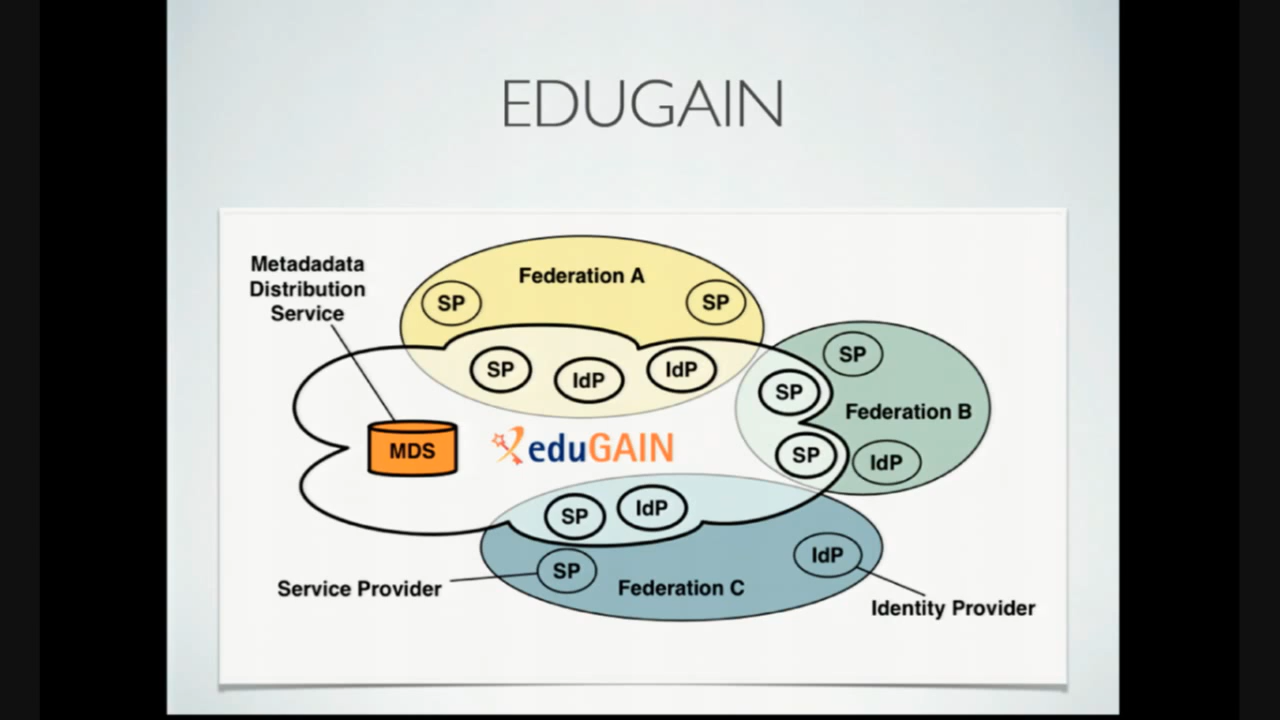 EDUGAIN
Metadadata
Distribution
Service
Federation A
SP
SP
SP
IdP
IdP
SP
SP
Federation B
SP
IdP
MDS
eduGAIN
SP
IdP
SP
Federation C
IdP
Service Provider
Identity Provider